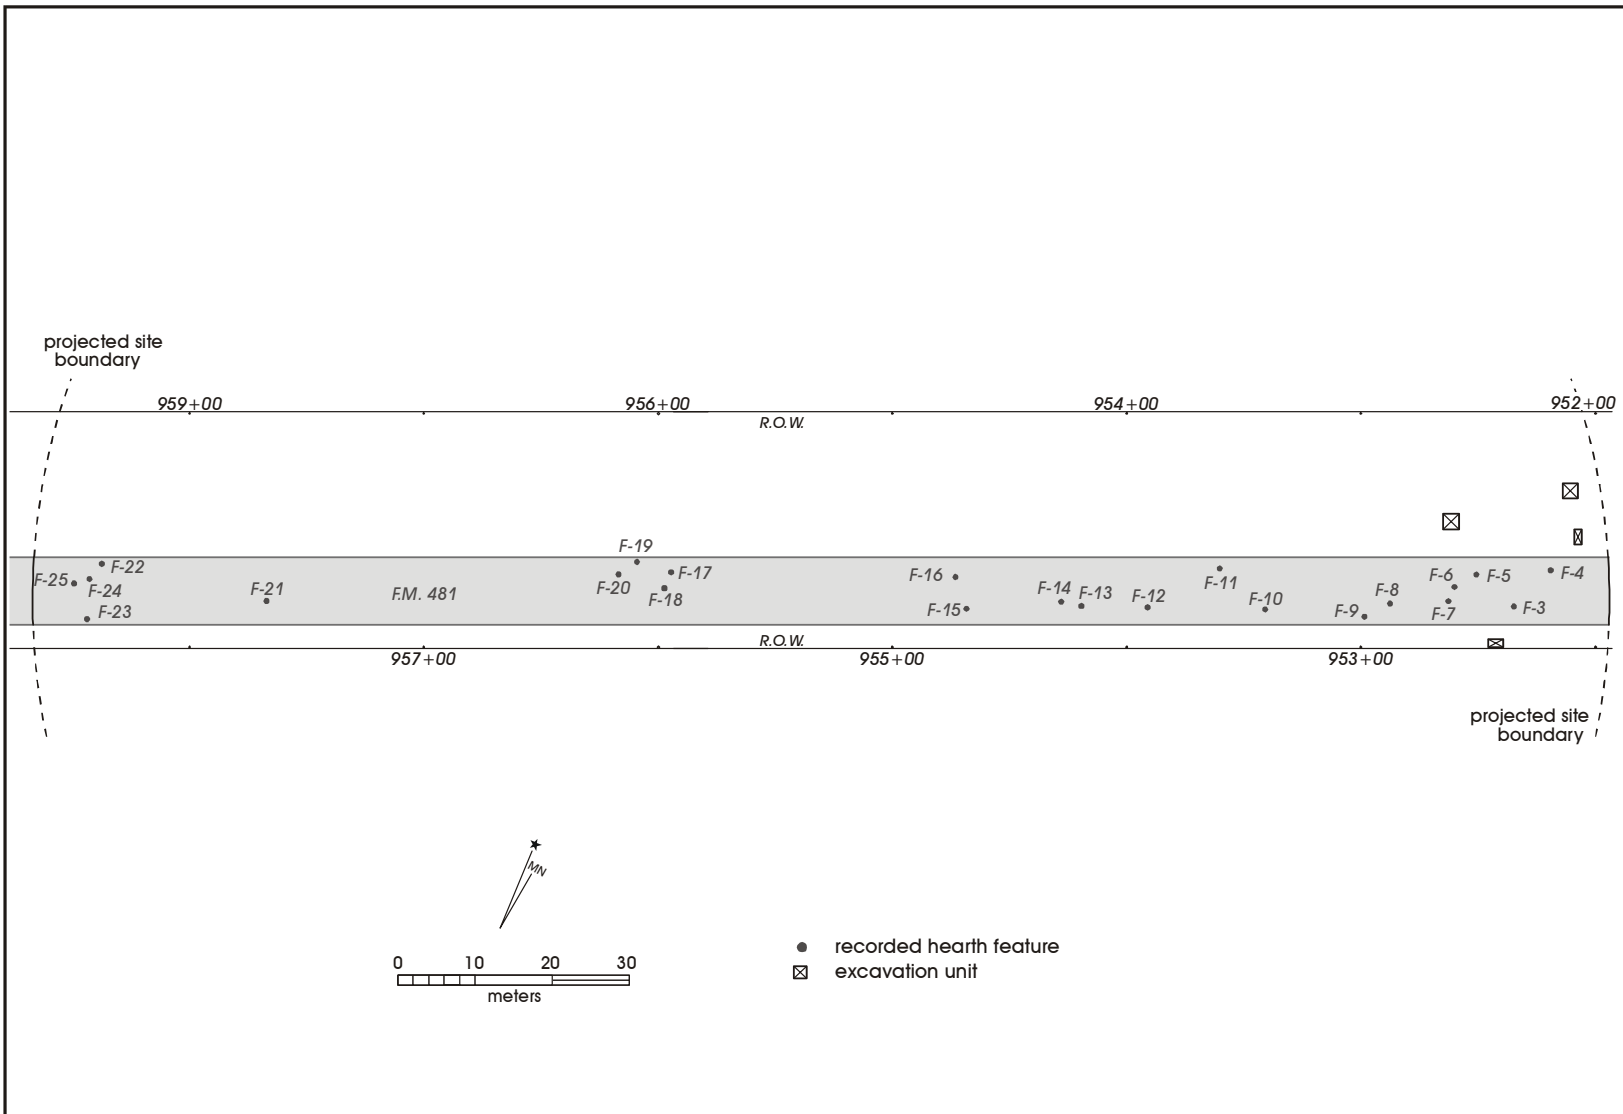 projected site
boundary
959+00
956+00
954+00
952+00
R.O.W.
F-19
F-22
F-25
F-24
F-23
F-21
F.M. 481
F-20
F-17
F-18
F-16
F-15
F-14
F-13
F-12
F-11
F-10
F-9
F-8
F-6
F-7
F-5
F-4
F-3
R.O.W.
957+00
955+00
953+00
projected site
boundary
MN
0 10 20 30
meters
recorded hearth feature
excavation unit